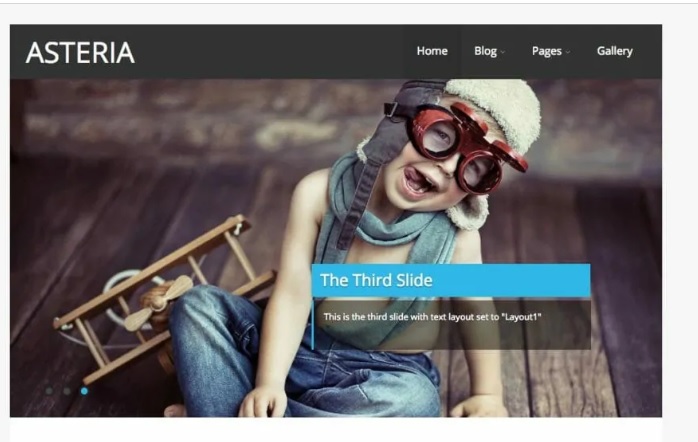 ASTERIA
Home Blog Pages Gallery
The Third Slide
This is the third slide with text layout set to "Layout1"